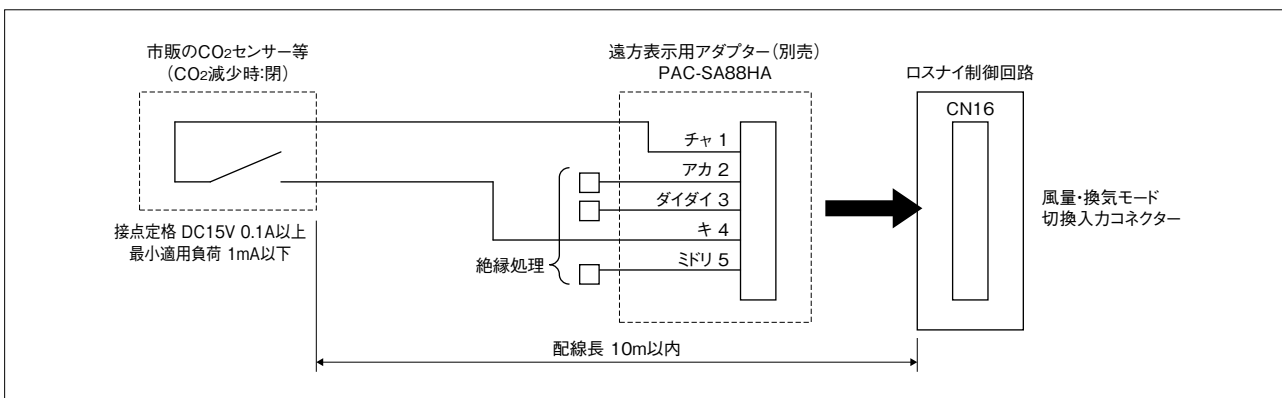 市販のCO2センサー等
(CO2減少時:閉)
接点定格 DC15V 0.1A以上
最小適用負荷 1mA以下
遠方表示用アダプター(別売)
PAC-SA88HA
チャ 1
アカ 2
ダイダイ 3
キ 4
ミドリ 5
絶縁処理
ロスナイ制御回路
CN16
風量・換気モード
切換入力コネクター
配線長 10m以内